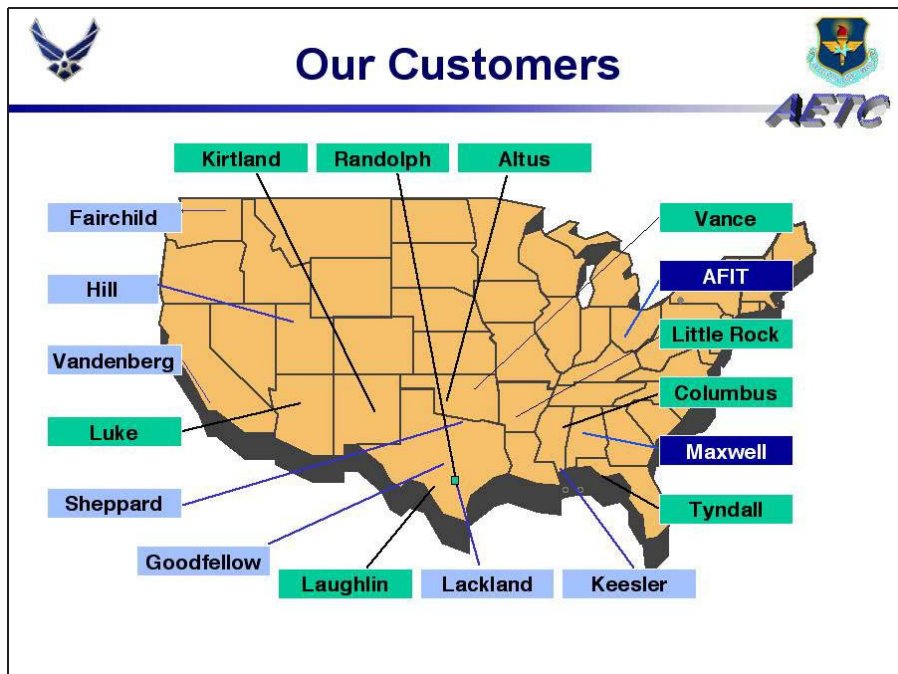 Our Customers
AETC
Kirtland
Randolph
Altus
Fairchild
Vance
Hill
AFIT
Vandenberg
Little Rock
Columbus
Luke
Maxwell
Sheppard
Tyndall
Goodfellow
Laughlin
Lackland
Keesler